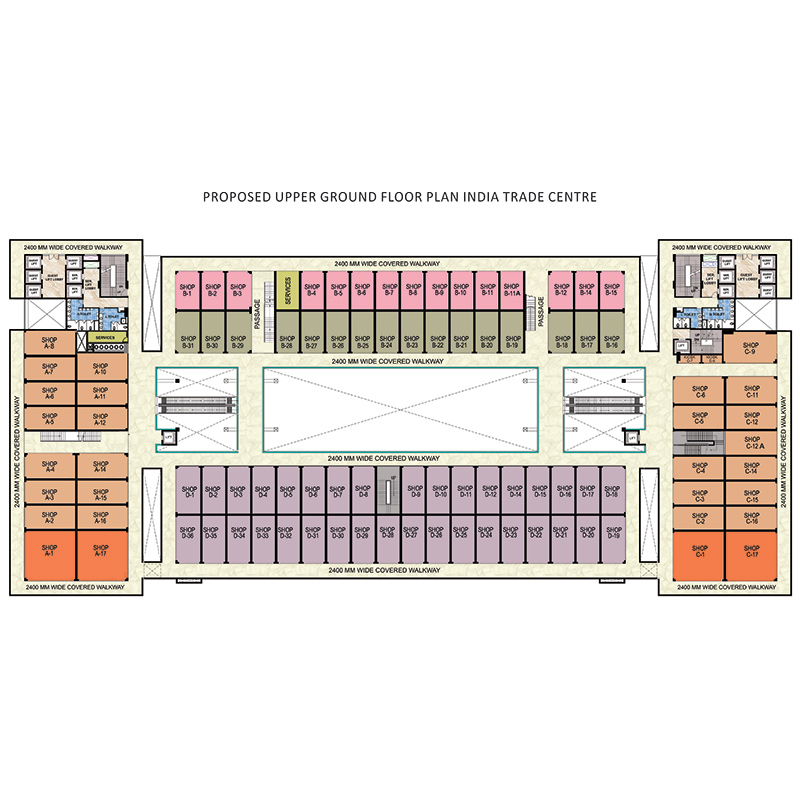 PROPOSED UPPER GROUND FLOOR PLAN INDIA TRADE CENTRE
2400 MM WIDE COVERED WALKWAY
2400 MM WIDE COVERED WALKWAY
2400 MM WIDE COVERED WALKWAY
GUEST LIFT LOBBY
GUEST LIFT LOBBY
SHOP B-1
SHOP B-2
SHOP B-3
PASSAGE
SERVICES
SHOP B-4
SHOP B-5
SHOP B-6
SHOP B-7
SHOP B-8
SHOP B-9
SHOP B-10
SHOP B-11
SHOP B-11A
PASSAGE
SHOP B-12
SHOP B-14
SHOP B-15
SHOP B-31
SHOP B-30
SHOP B-29
SHOP B-28
SHOP B-27
SHOP B-26
SHOP B-25
SHOP B-24
SHOP B-23
SHOP B-22
SHOP B-21
SHOP B-20
SHOP B-19
SHOP B-18
SHOP B-17
SHOP B-16
2400 MM WIDE COVERED WALKWAY
SERVICES
SHOP A-8
SHOP A-7
SHOP A-10
SHOP A-6
SHOP A-11
SHOP A-5
SHOP A-12
SHOP A-4
SHOP A-14
SHOP A-3
SHOP A-15
SHOP A-2
SHOP A-16
SHOP A-1
SHOP A-17
2400 MM WIDE COVERED WALKWAY
2400 MM WIDE COVERED WALKWAY
LIFT
LIFT
2400 MM WIDE COVERED WALKWAY
SHOP D-1
SHOP D-2
SHOP D-3
SHOP D-4
SHOP D-5
SHOP D-6
SHOP D-7
SHOP D-8
SHOP D-9
SHOP D-10
SHOP D-11
SHOP D-12
SHOP D-14
SHOP D-15
SHOP D-16
SHOP D-17
SHOP D-18
SHOP D-36
SHOP D-35
SHOP D-34
SHOP D-33
SHOP D-32
SHOP D-31
SHOP D-30
SHOP D-29
SHOP D-28
SHOP D-27
SHOP D-26
SHOP D-25
SHOP D-24
SHOP D-23
SHOP D-22
SHOP D-21
SHOP D-20
SHOP D-19
2400 MM WIDE COVERED WALKWAY
SHOP C-9
SHOP C-6
SHOP C-11
SHOP C-5
SHOP C-12
SHOP C-12 A
SHOP C-4
SHOP C-14
SHOP C-3
SHOP C-15
SHOP C-2
SHOP C-16
SHOP C-1
SHOP C-17
2400 MM WIDE COVERED WALKWAY
2400 MM WIDE COVERED WALKWAY